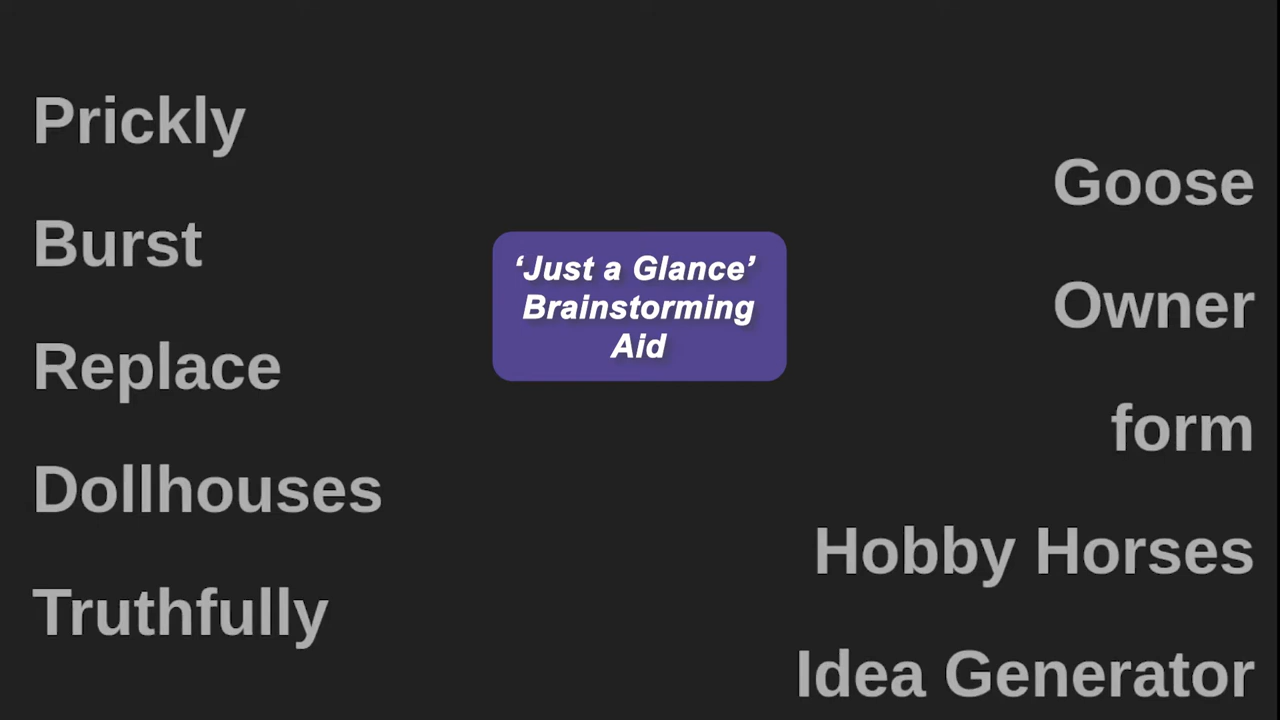 Prickly
Burst
Replace
Dollhouses
Truthfully
‘Just a Glance’
Brainstorming
Aid
Goose
Owner
form
Hobby Horses
Idea Generator